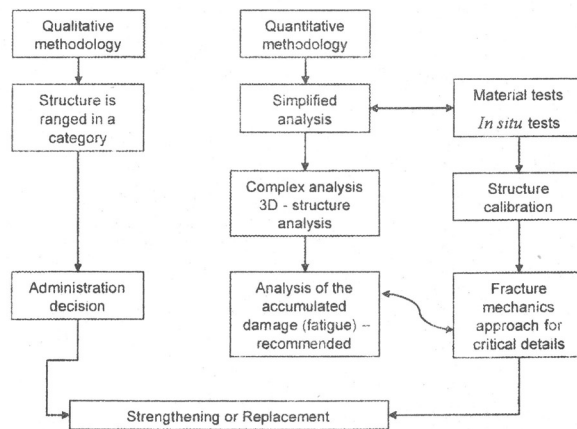 Qualitative
methodology
Quantitative
methodology
Structure is
ranged in a
category
Simplified
analysis
Material tests
In situ tests
Complex analysis
3D - structure
analysis
Structure
calibration
Administration
decision
Analysis of the
accumulated
damage (fatigue) –
recommended
Fracture
mechanics
approach for
critical details
Strengthening or Replacement